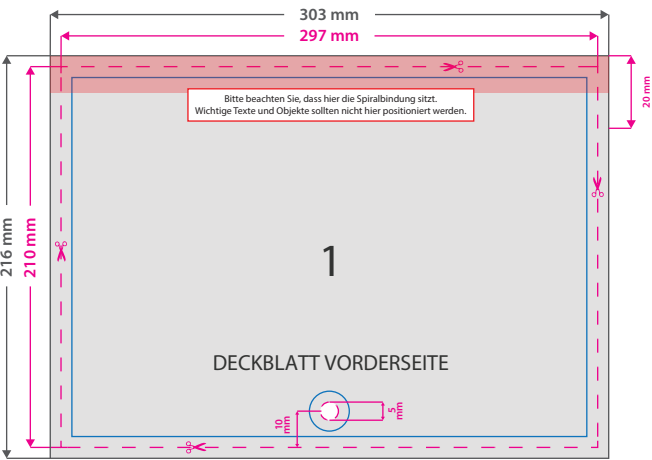 303 mm
297 mm
20 mm
Bitte beachten Sie, dass hier die Spiralbindung sitzt.
Wichtige Texte und Objekte sollten nicht hier positioniert werden.
216 mm
210 mm
1
DECKBLATT VORDERSEITE
10
mm
5
mm